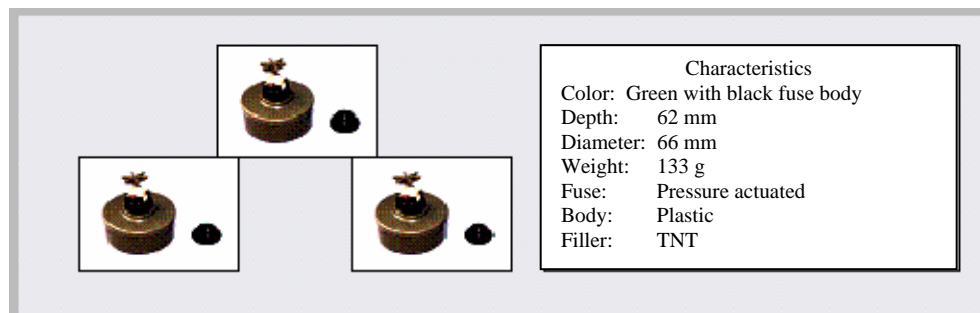 Characteristics
Color: Green with black fuse body
Depth: 62 mm
Diameter: 66 mm
Weight: 133 g
Fuse: Pressure actuated
Body: Plastic
Filler: TNT